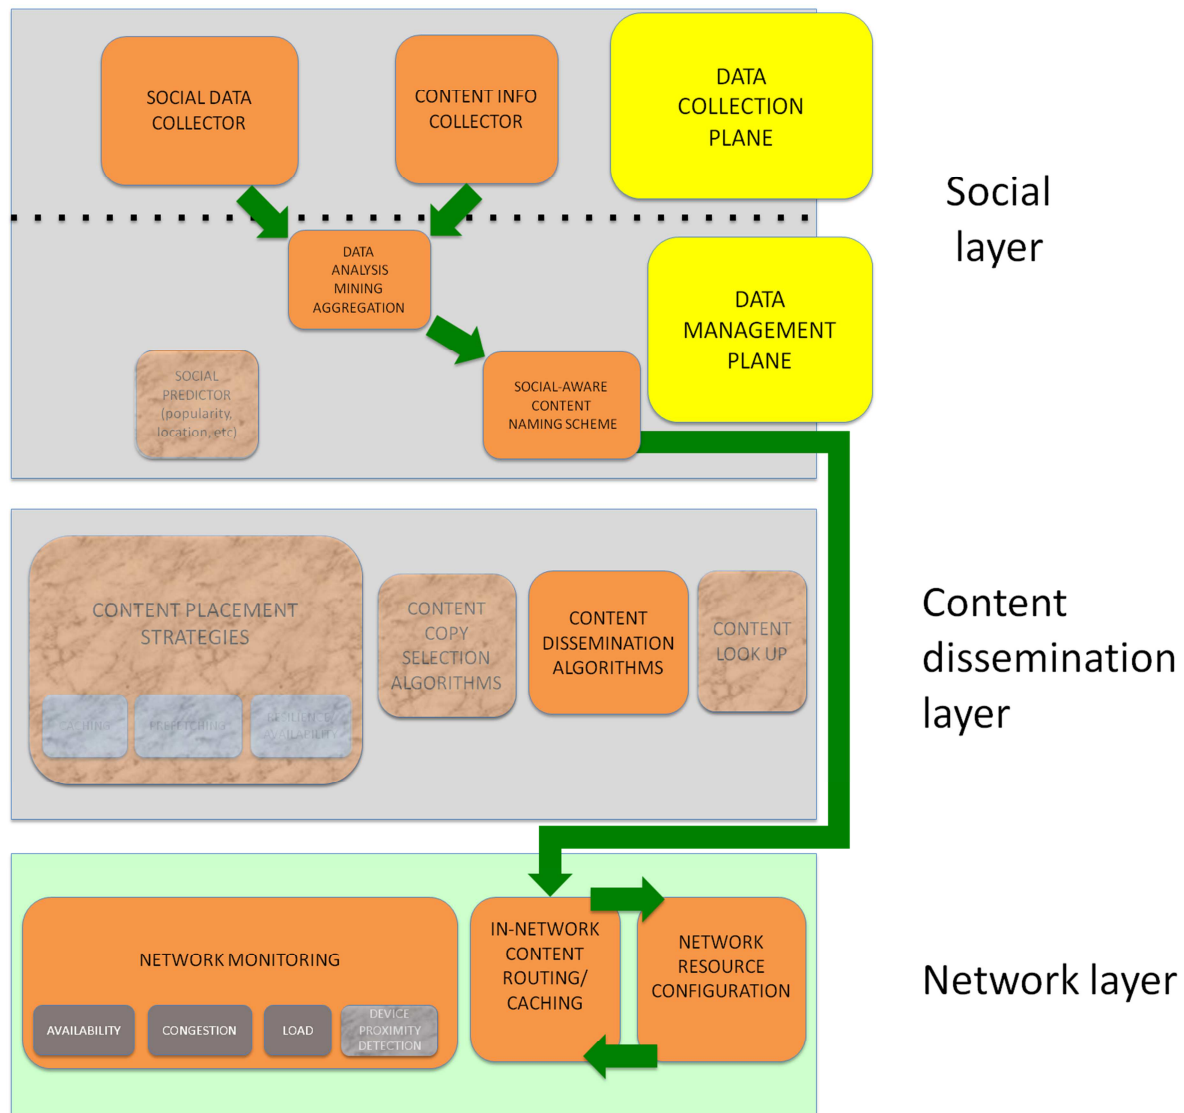 SOCIAL DATA
COLLECTOR
CONTENT INFO
COLLECTOR
DATA
COLLECTION
PLANE
Social
layer
DATA
ANALYSIS
MINING
AGGREGATION
DATA
MANAGEMENT
PLANE
SOCIAL
PREDICTOR
(popularity,
location, etc)
SOCIAL-AWARE
CONTENT
NAMING SCHEME
CONTENT PLACEMENT
STRATEGIES
CACHING
PREFETCHING
RESILIENCE/
AVAILABILITY
CONTENT
COPY
SELECTION
ALGORITHMS
CONTENT
DISSEMINATION
ALGORITHMS
CONTENT
LOOK UP
Content
dissemination
layer
NETWORK MONITORING
AVAILABILITY
CONGESTION
LOAD
DEVICE
PROXIMITY
DETECTION
IN-NETWORK
CONTENT
ROUTING/
CACHING
NETWORK
RESOURCE
CONFIGURATION
Network layer